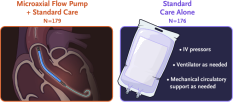 Microaxial Flow Pump
+ Standard Care
N=179
Standard
Care Alone
N=176
• IV pressors
• Ventilator as needed
• Mechanical circulatory
support as needed